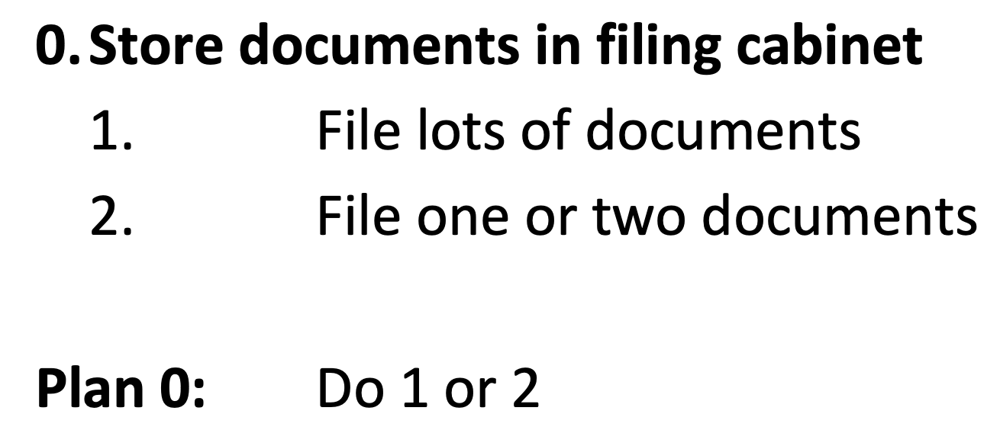 0. Store documents in filing cabinet
1. File lots of documents
2. File one or two documents
Plan 0: Do 1 or 2